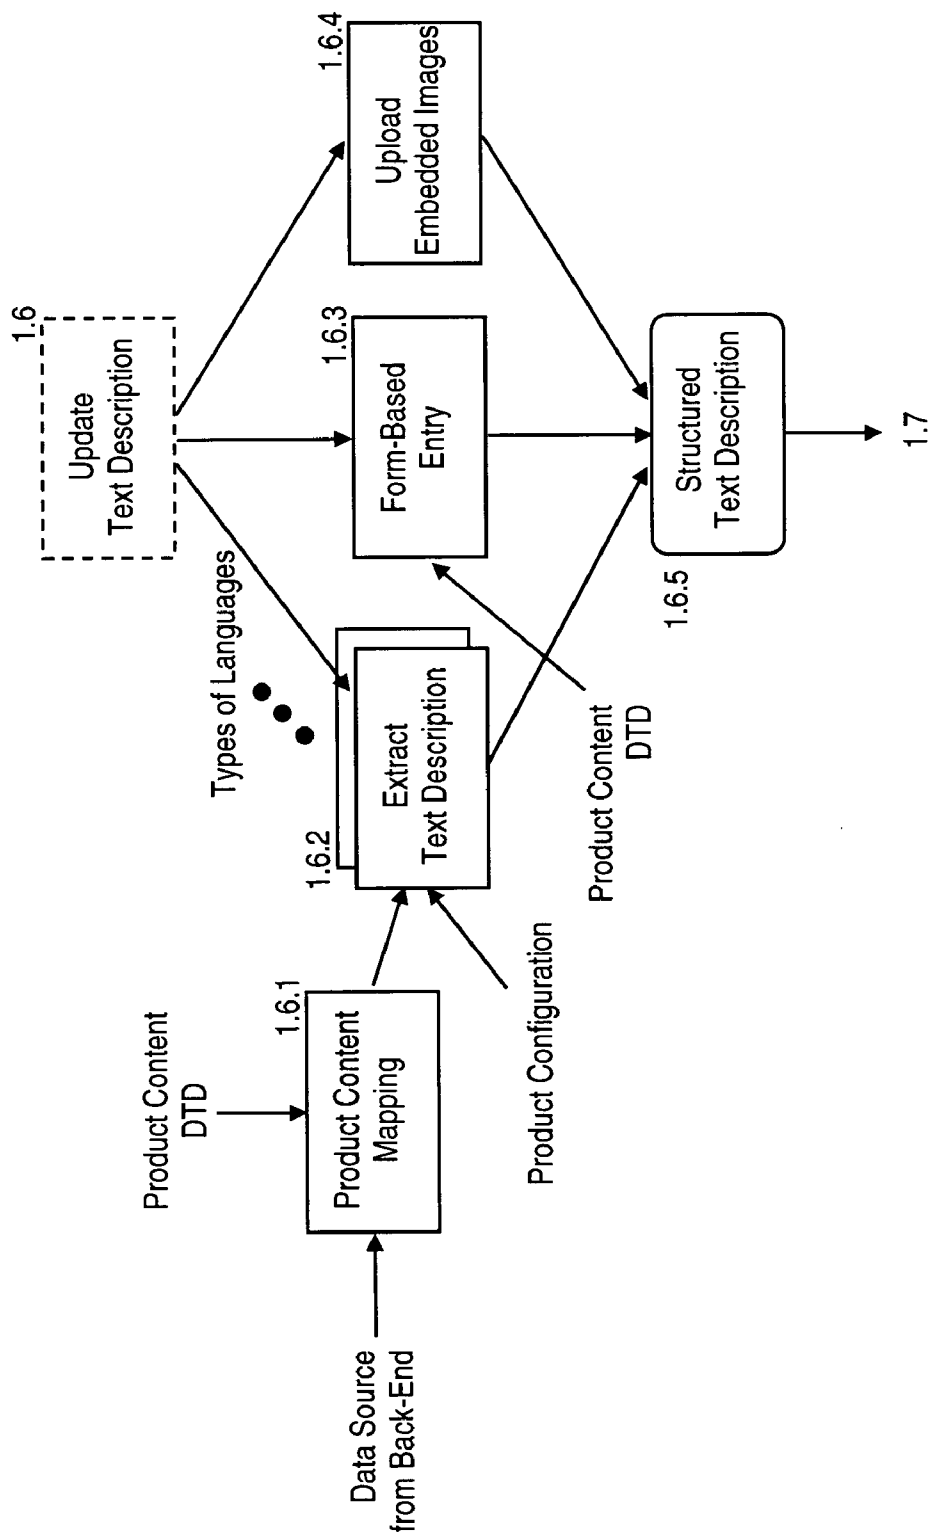 1.6
Update
Text Description
Product Content
DTD
Types of Languages
Data Source
from Back-End
1.6.1
Product Content
Mapping
1.6.2
Extract
Text Description
1.6.3
Form-Based
Entry
1.6.4
Upload
Embedded Images
Product Configuration
Product Content
DTD
1.6.5
Structured
Text Description
1.7